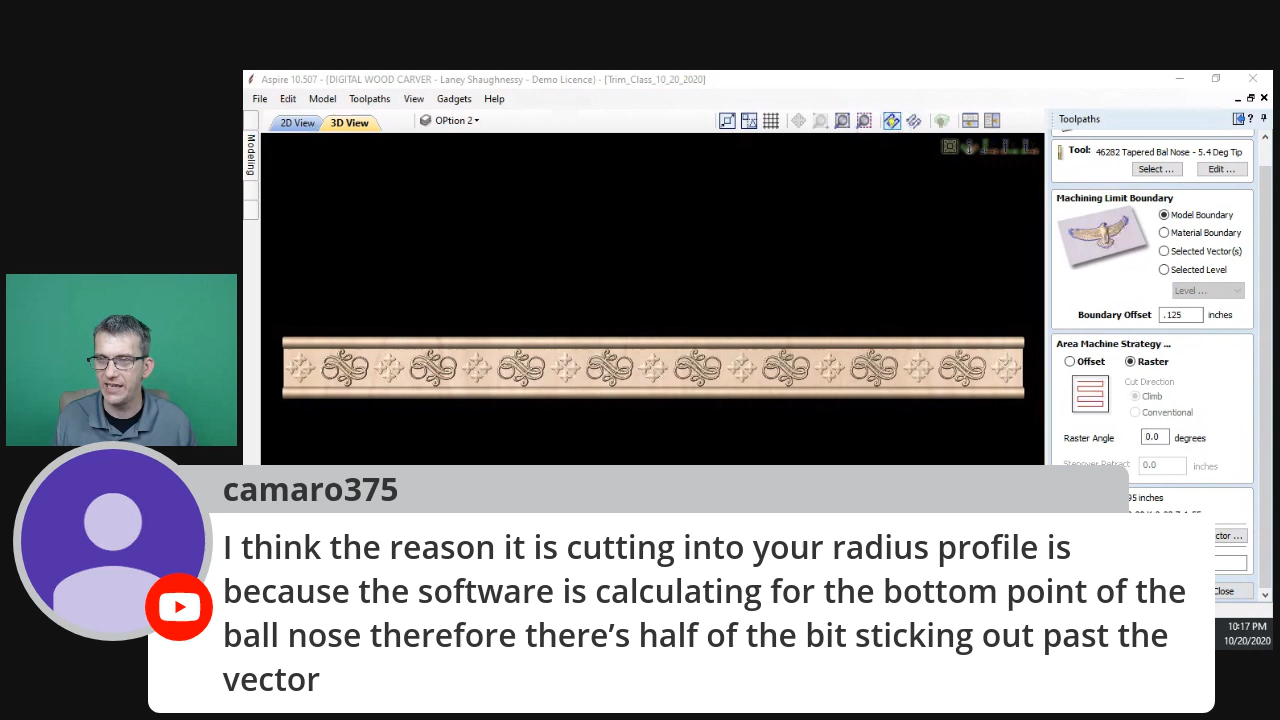 Aspire 10.507 - (DIGITAL WOOD CARVER - Laney Shaughnessy - Demo Licence) - [Trim_Class_10_20_2020]
File Edit Model Toolpaths View Gadgets Help
2D View 3D View OPtion 2
Modeling
Toolpaths
Tool: 46282 Tapered Bal Nose - 5.4 Deg Tip
Select ... Edit ...
Machining Limit Boundary
Model Boundary
Material Boundary
Selected Vector(s)
Selected Level
Level ...
Boundary Offset .125 inches
Area Machine Strategy ...
Offset Raster
Cut Direction
Climb
Conventional
Raster Angle 0.0 degrees
Stepover Retract 0.0 inches
95 inches
ctor ...
Close
10:17 PM
10/20/2020
camaro375
I think the reason it is cutting into your radius profile is
because the software is calculating for the bottom point of the
ball nose therefore there’s half of the bit sticking out past the
vector